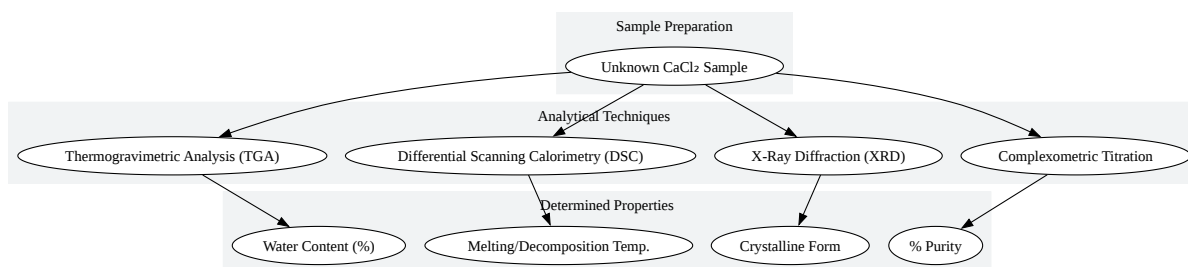 Sample Preparation
Unknown CaCl₂ Sample
Analytical Techniques
Thermogravimetric Analysis (TGA)
Differential Scanning Calorimetry (DSC)
X-Ray Diffraction (XRD)
Complexometric Titration
Determined Properties
Water Content (%)
Melting/Decomposition Temp.
Crystalline Form
% Purity